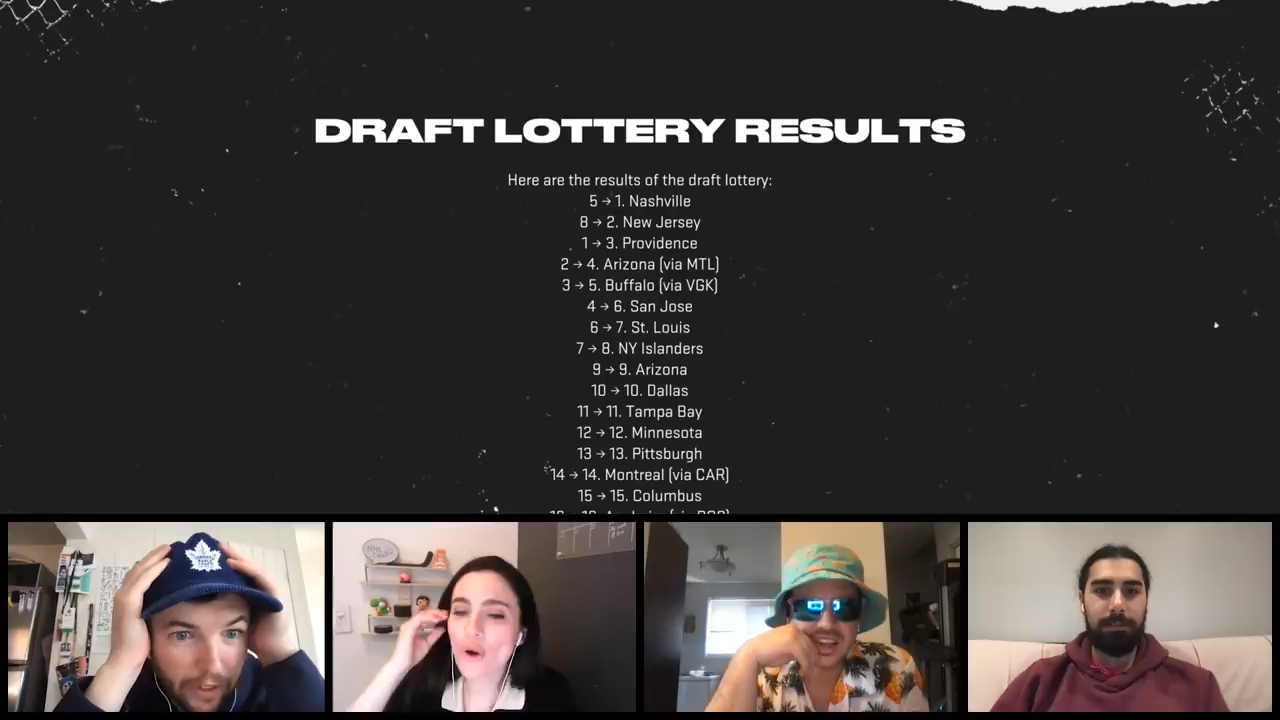 DRAFT LOTTERY RESULTS
Here are the results of the draft lottery:
5 → 1. Nashville
8 → 2. New Jersey
1 → 3. Providence
2 → 4. Arizona (via MTL)
3 → 5. Buffalo (via VGK)
4 → 6. San Jose
6 → 7. St. Louis
7 → 8. NY Islanders
9 → 9. Arizona
10 → 10. Dallas
11 → 11. Tampa Bay
12 → 12. Minnesota
13 → 13. Pittsburgh
14 → 14. Montreal (via CAR)
15 → 15. Columbus